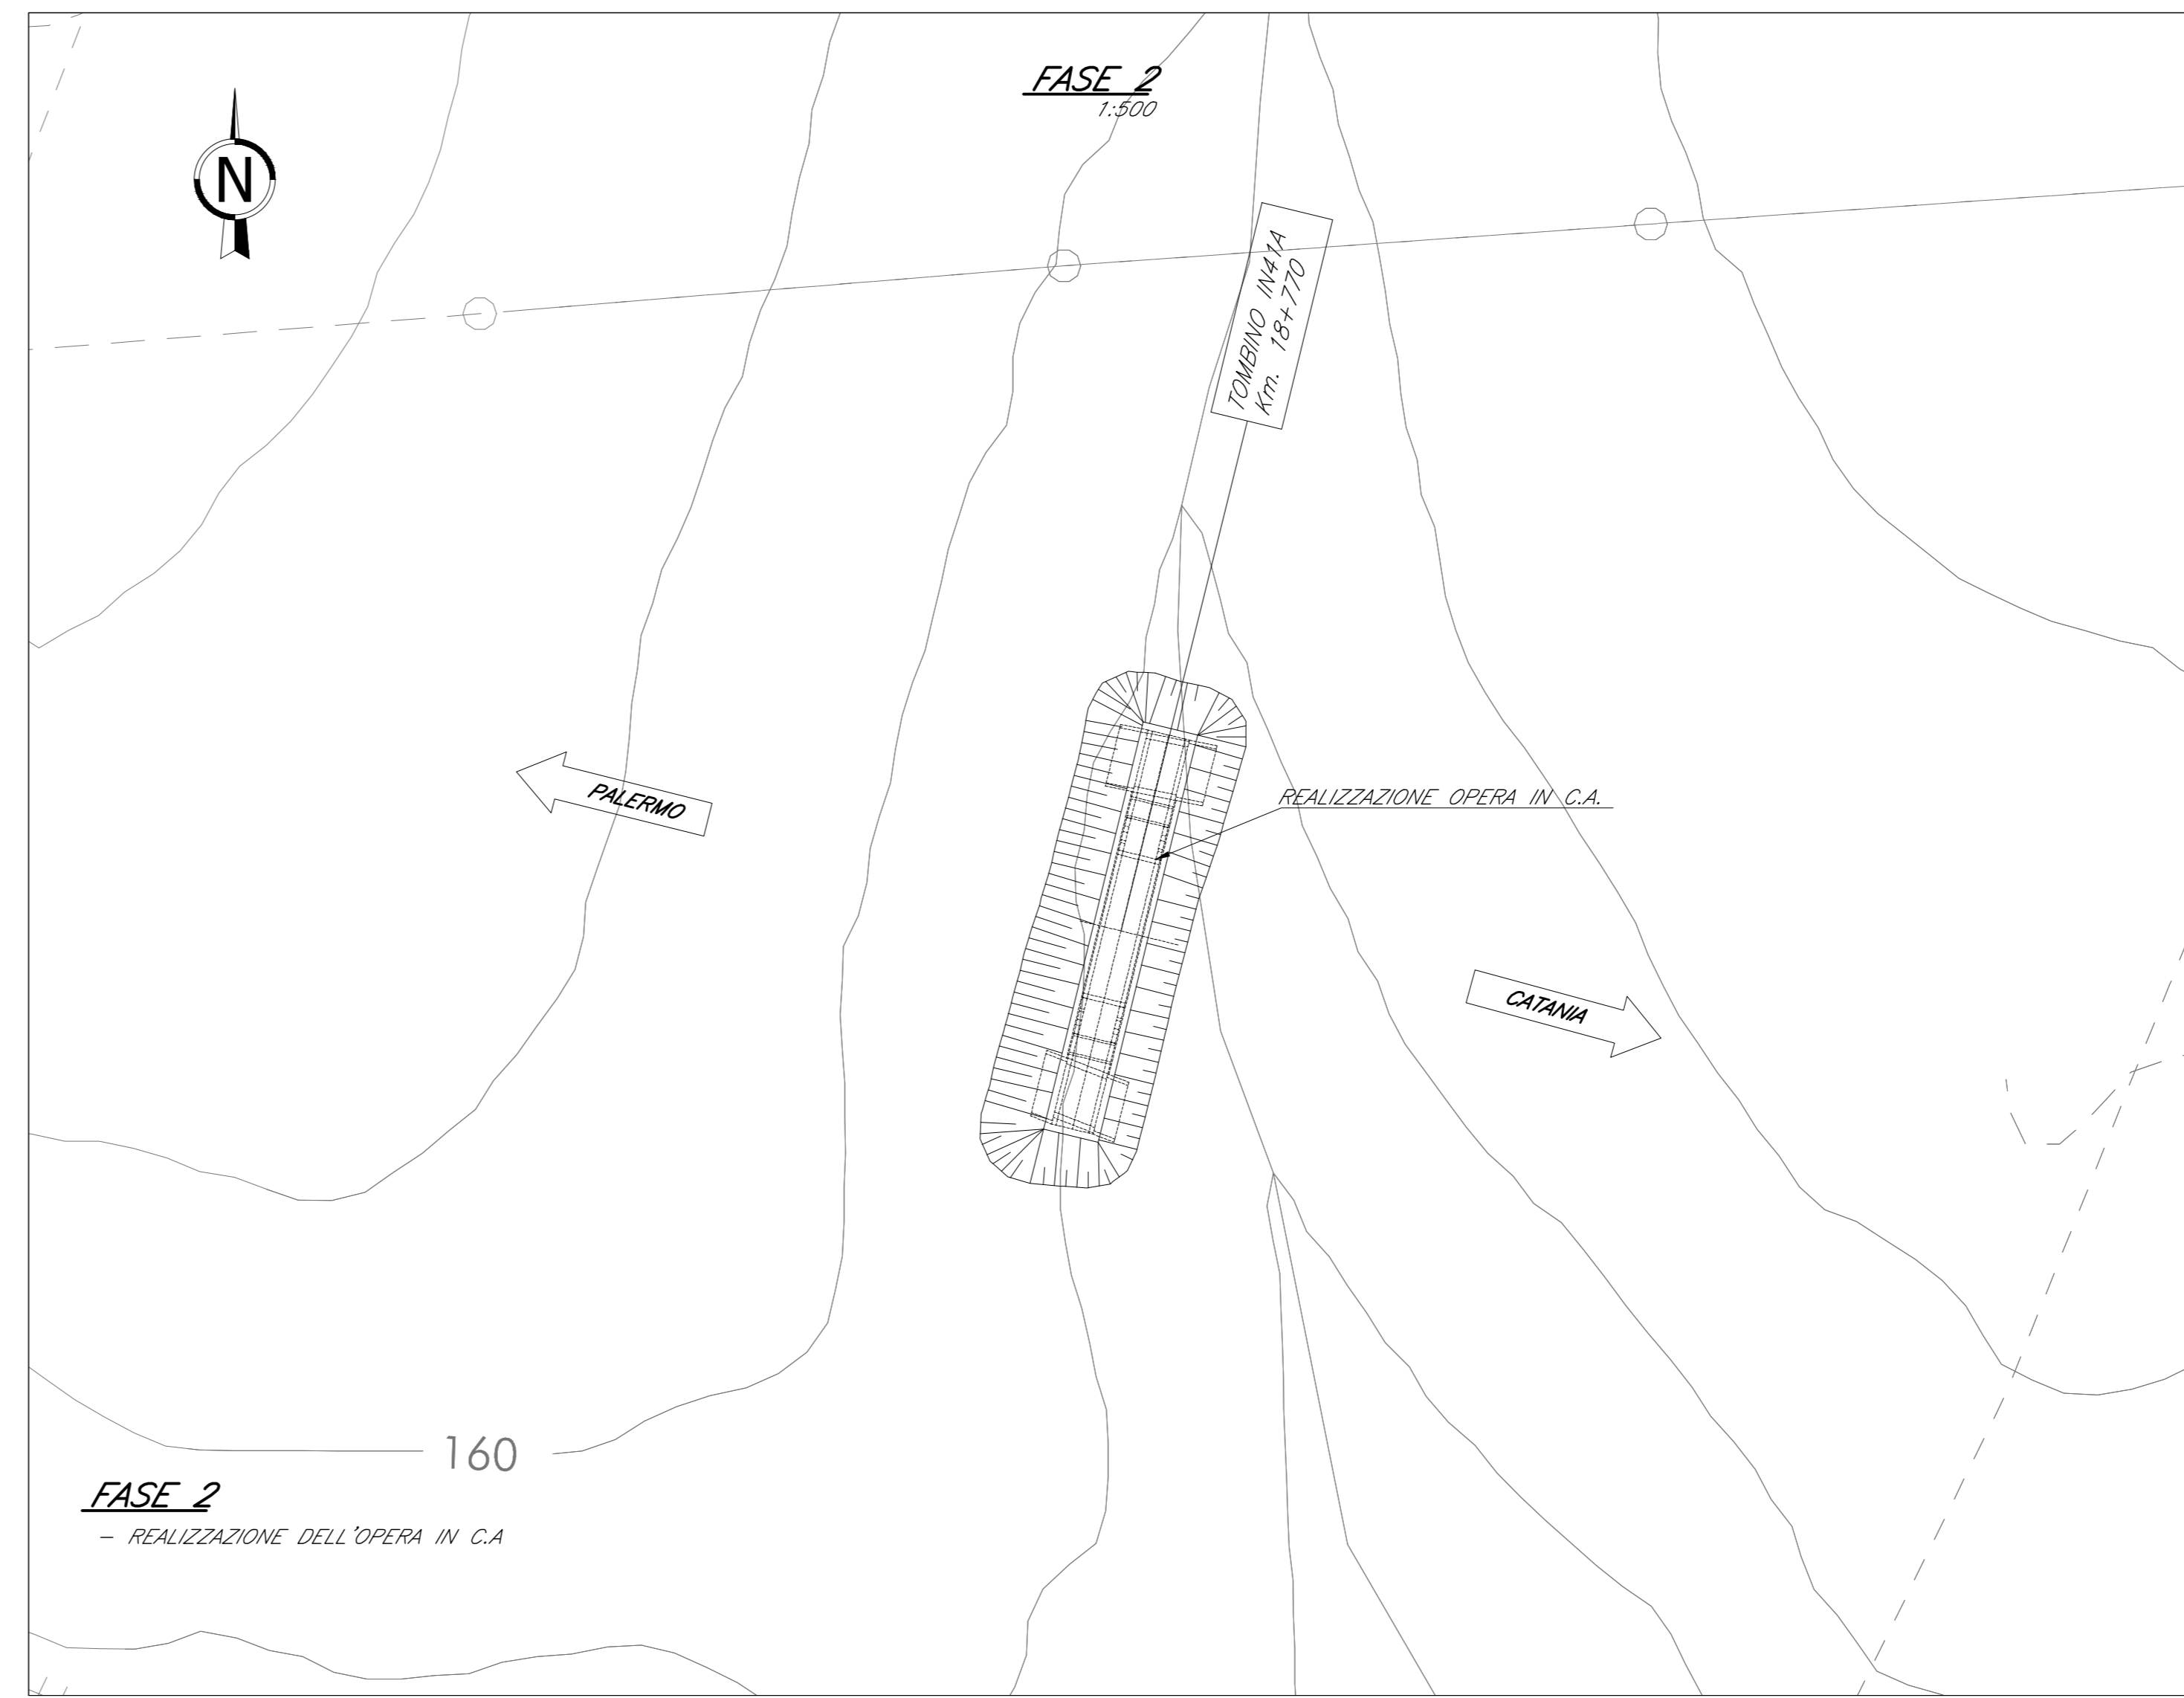 FASE 2
1:500
N
TOMBINO IN41A
Km. 18+770
PALERMO
REALIZZAZIONE OPERA IN C.A.
CATANIA
160
FASE 2
- REALIZZAZIONE DELL'OPERA IN C.A